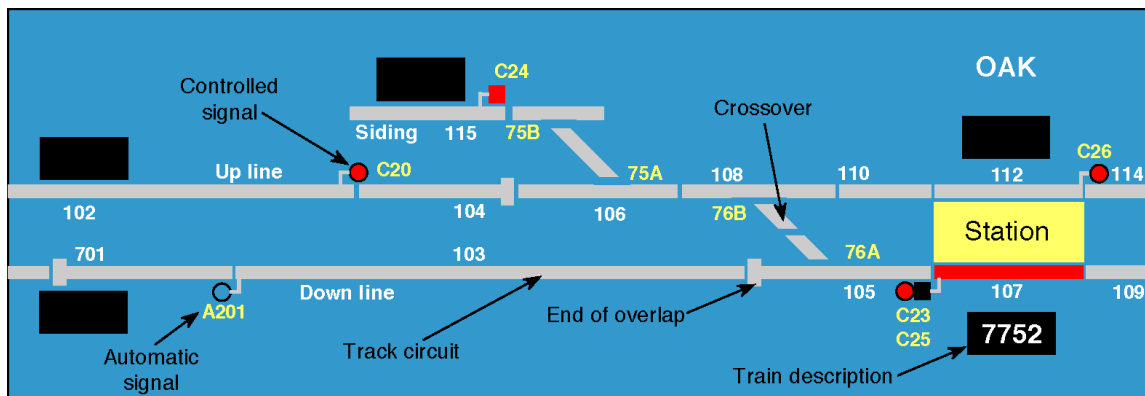 C24
OAK
Controlled
signal
Crossover
Siding
115
75B
C26
Up line
C20
75A
108
110
112
114
102
104
106
76B
Station
701
103
76A
A201
Down line
105
107
109
End of overlap
C23
C25
7752
Track circuit
Automatic
signal
Train description